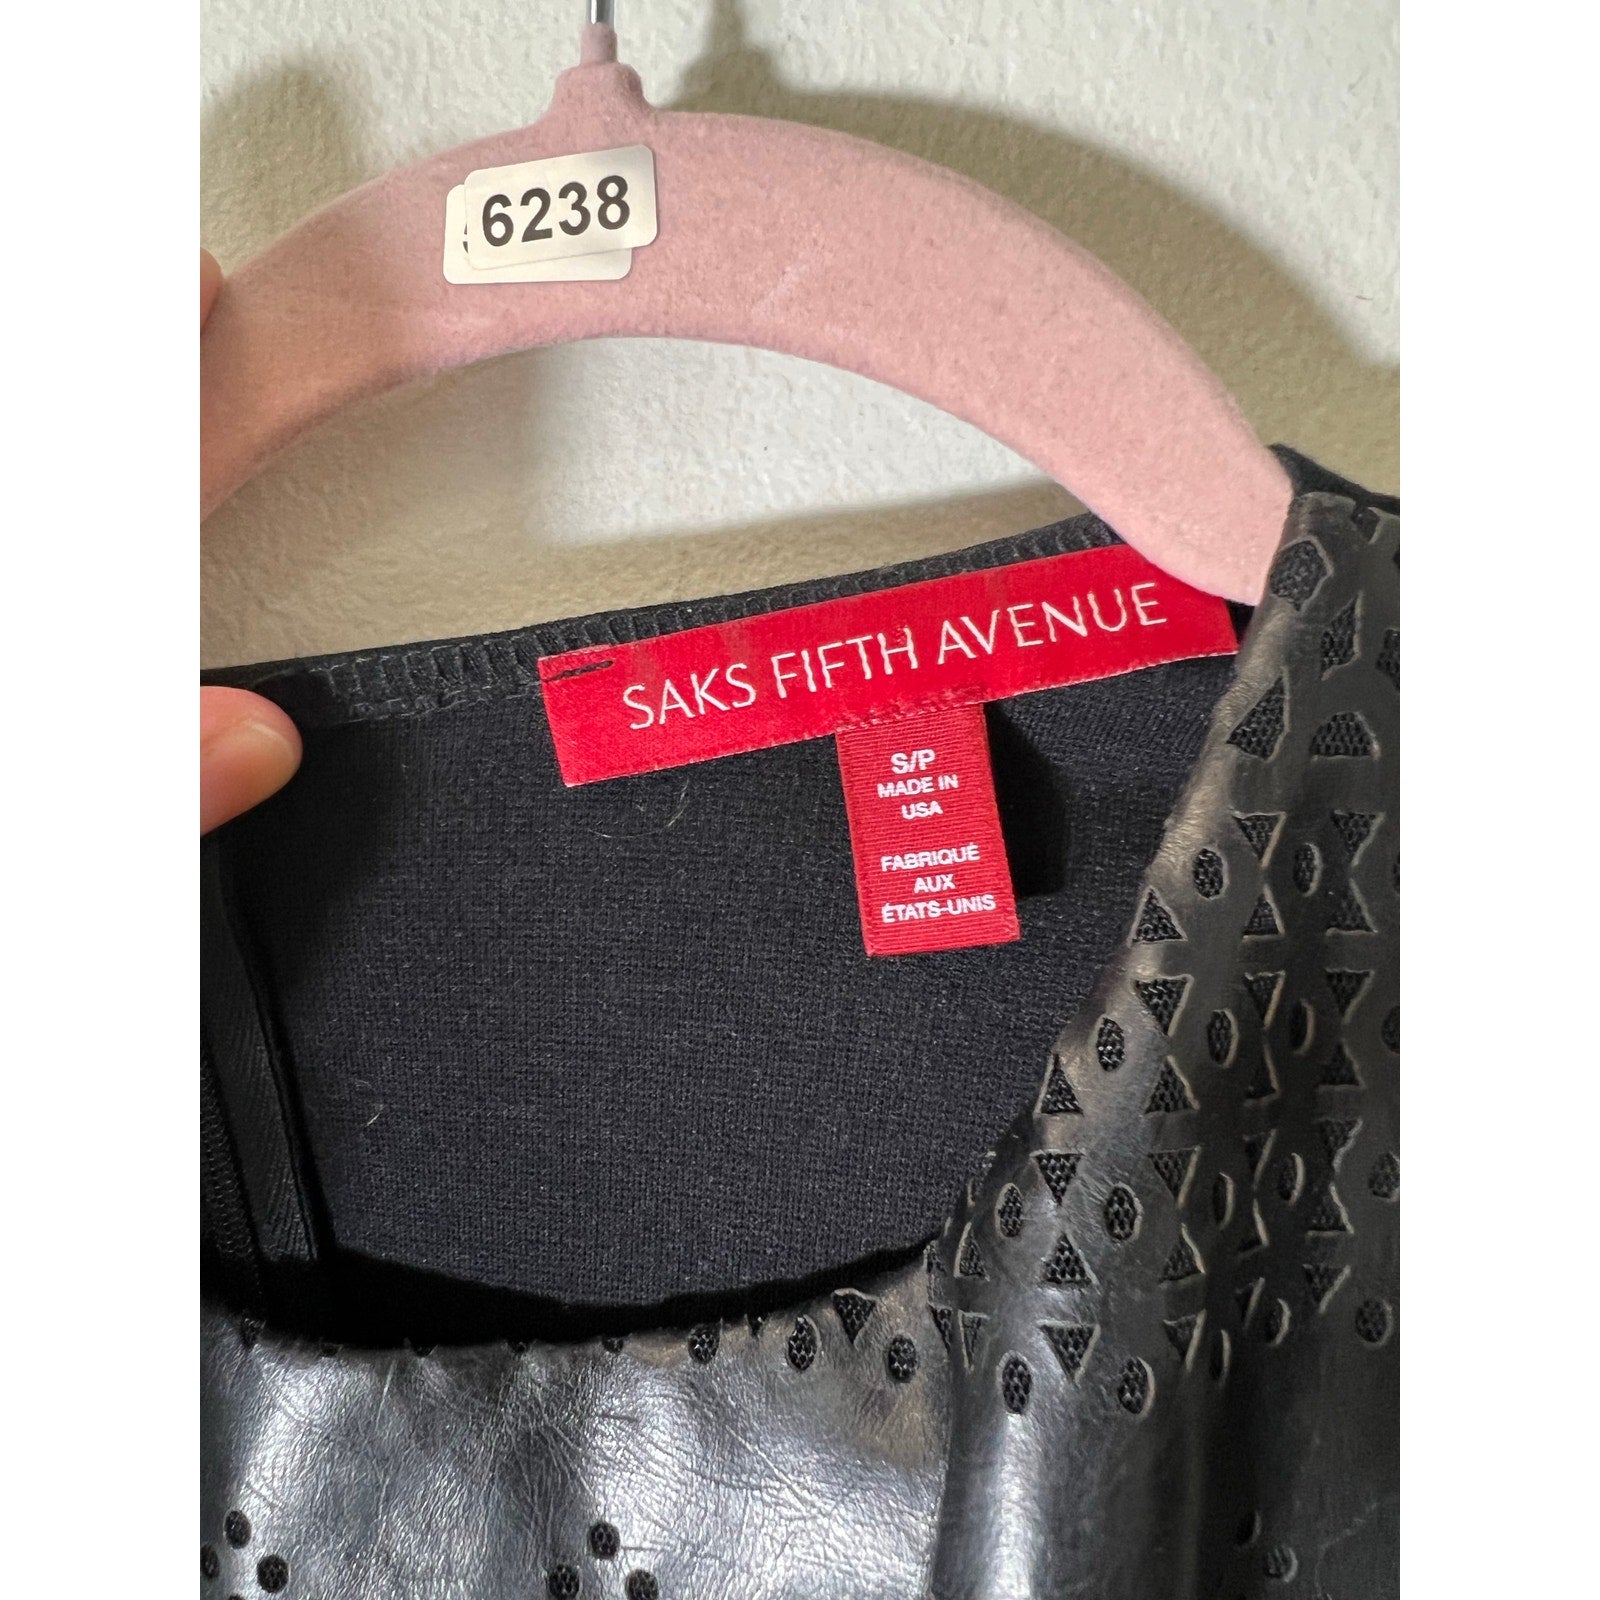 6238
SAKS FIFTH AVENUE
S/P
MADE IN
USA
FABRIQUÉ
AUX
ÉTATS-UNIS